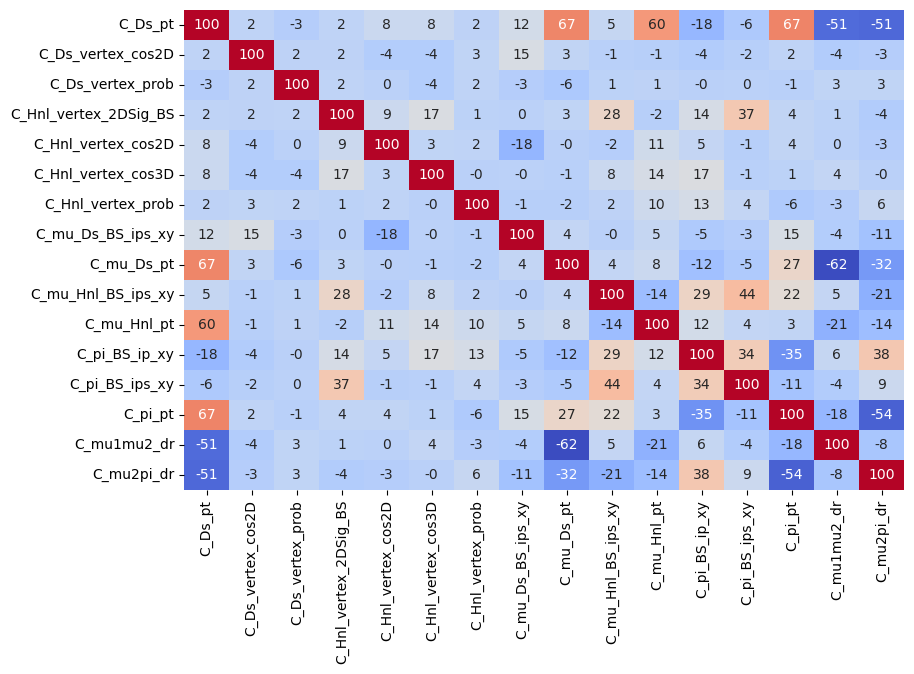 C_Ds_pt 100 2 -3 2 8 8 2 12 67 5 60 -18 -6 67 -51 -51
C_Ds_vertex_cos2D 2 100 2 2 -4 -4 3 15 3 -1 -1 -4 -2 2 -4 -3
C_Ds_vertex_prob -3 2 100 2 0 -4 2 -3 -6 1 1 -0 0 -1 3 3
C_Hnl_vertex_2DSig_BS 2 2 2 100 9 17 1 0 3 28 -2 14 37 4 1 -4
C_Hnl_vertex_cos2D 8 -4 0 9 100 3 2 -18 -0 -2 11 5 -1 4 0 -3
C_Hnl_vertex_cos3D 8 -4 -4 17 3 100 -0 -0 -1 8 14 17 -1 1 4 -0
C_Hnl_vertex_prob 2 3 2 1 2 -0 100 -1 -2 2 10 13 4 -6 -3 6
C_mu_Ds_BS_ips_xy 12 15 -3 0 -18 -0 -1 100 4 -0 5 -5 -3 15 -4 -11
C_mu_Ds_pt 67 3 -6 3 -0 -1 -2 4 100 4 8 -12 -5 27 -62 -32
C_mu_Hnl_BS_ips_xy 5 -1 1 28 -2 8 2 -0 4 100 -14 29 44 22 5 -21
C_mu_Hnl_pt 60 -1 1 -2 11 14 10 5 8 -14 100 12 4 3 -21 -14
C_pi_BS_ip_xy -18 -4 -0 14 5 17 13 -5 -12 29 12 100 34 -35 6 38
C_pi_BS_ips_xy -6 -2 0 37 -1 -1 4 -3 -5 44 4 34 100 -11 -4 9
C_pi_pt 67 2 -1 4 4 1 -6 15 27 22 3 -35 -11 100 -18 -54
C_mu1mu2_dr -51 -4 3 1 0 4 -3 -4 -62 5 -21 6 -4 -18 100 -8
C_mu2pi_dr -51 -3 3 -4 -3 -0 6 -11 -32 -21 -14 38 9 -54 -8 100
C_Ds_pt
C_Ds_vertex_cos2D
C_Ds_vertex_prob
C_Hnl_vertex_2DSig_BS
C_Hnl_vertex_cos2D
C_Hnl_vertex_cos3D
C_Hnl_vertex_prob
C_mu_Ds_BS_ips_xy
C_mu_Ds_pt
C_mu_Hnl_BS_ips_xy
C_mu_Hnl_pt
C_pi_BS_ip_xy
C_pi_BS_ips_xy
C_pi_pt
C_mu1mu2_dr
C_mu2pi_dr